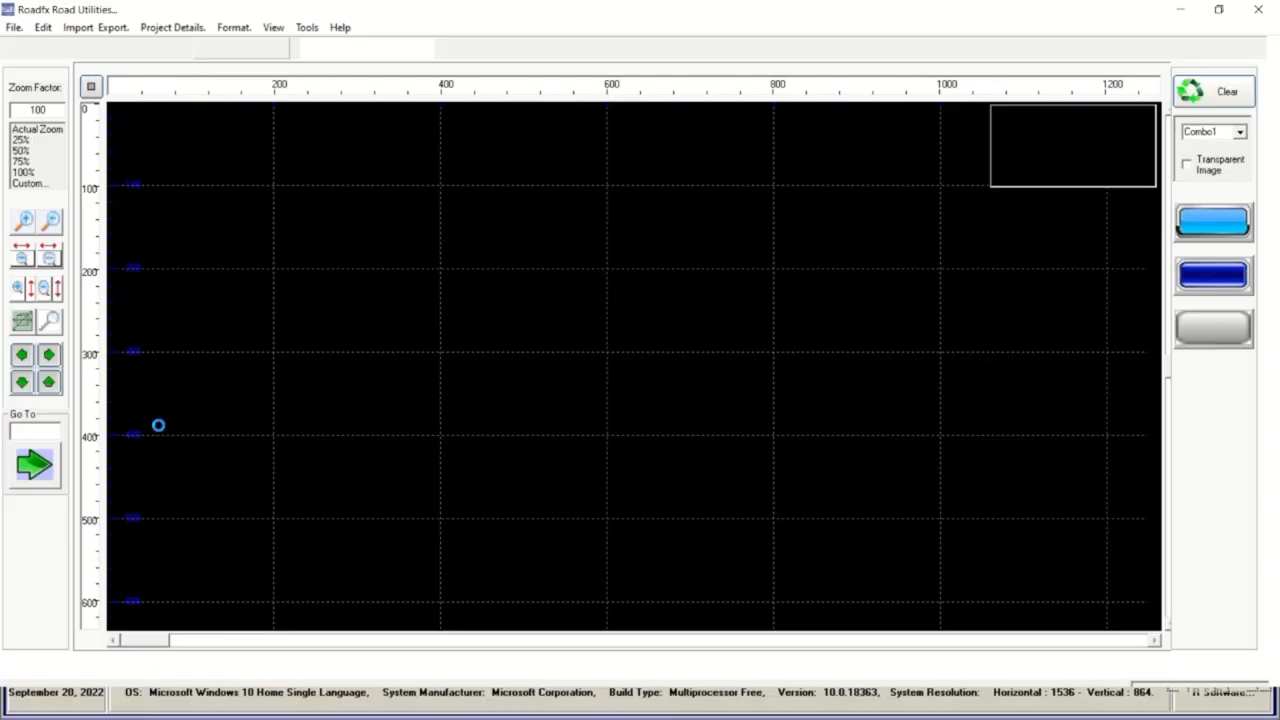 Roadfx Road Utilities...
File. Edit Import Export. Project Details. Format. View Tools Help
Zoom Factor:
100
Actual Zoom
25%
50%
75%
100%
Custom...
Go To
200 400 600 800 1000 1200
0
100
200
300
400
500
600
Clear
Combo1
Transparent
Image
September 20, 2022 OS: Microsoft Windows 10 Home Single Language, System Manufacturer: Microsoft Corporation, Build Type: Multiprocessor Free, Version: 10.0.18363, System Resolution: Horizontal : 1536 - Vertical : 864.